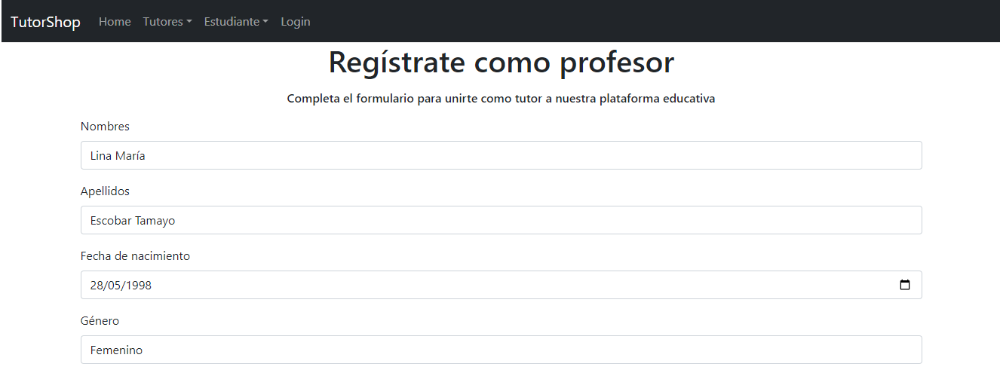 TutorShop Home Tutores Estudiante Login
Regístrate como profesor
Completa el formulario para unirte como tutor a nuestra plataforma educativa
Nombres
Lina María
Apellidos
Escobar Tamayo
Fecha de nacimiento
28/05/1998
Género
Femenino